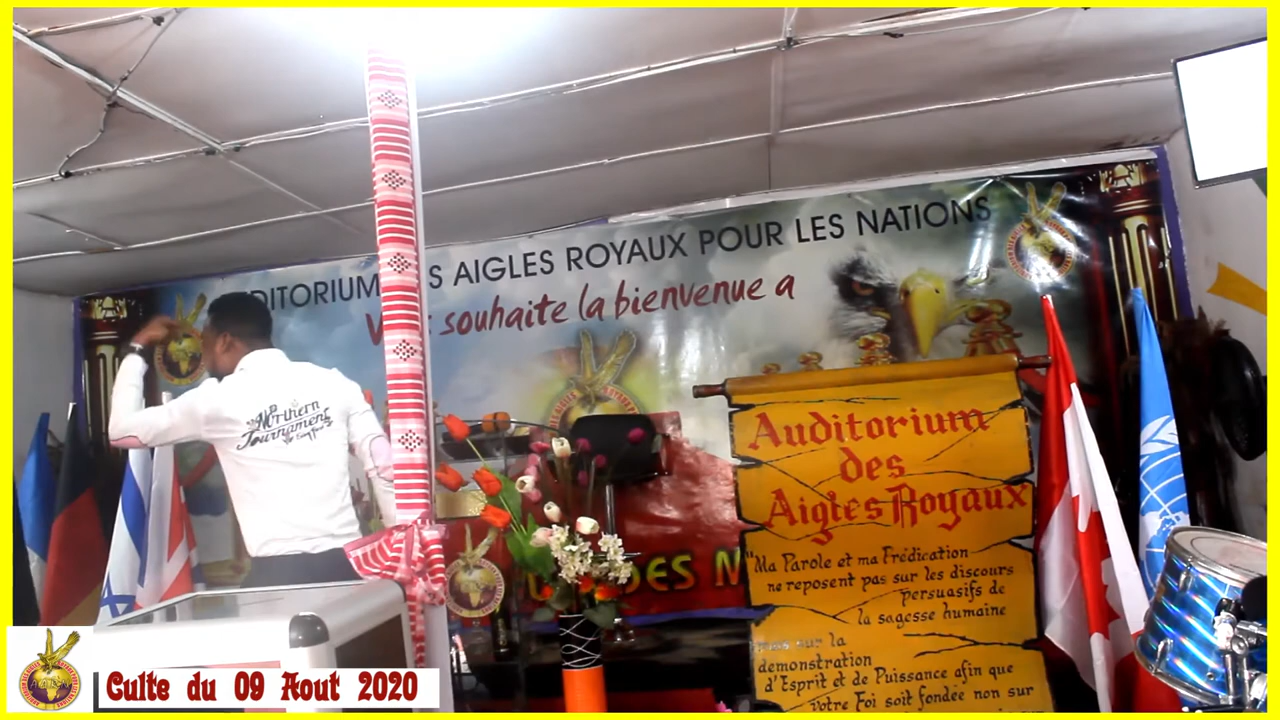 DITORIUM S AIGLES ROYAUX POUR LES NATIONS
souhaite la bienvenue a
Northern
Tournament
Auditorium
des
Aigles Royaux
"Ma Parole et ma Prédication
ne reposent pas sur les discours
persuasifs de
la sagesse humaine
mais sur la
demonstration
d'Esprit et de Puissance afin que
votre Foi soit fondée non sur
DES
Culte du 09 Aout 2020